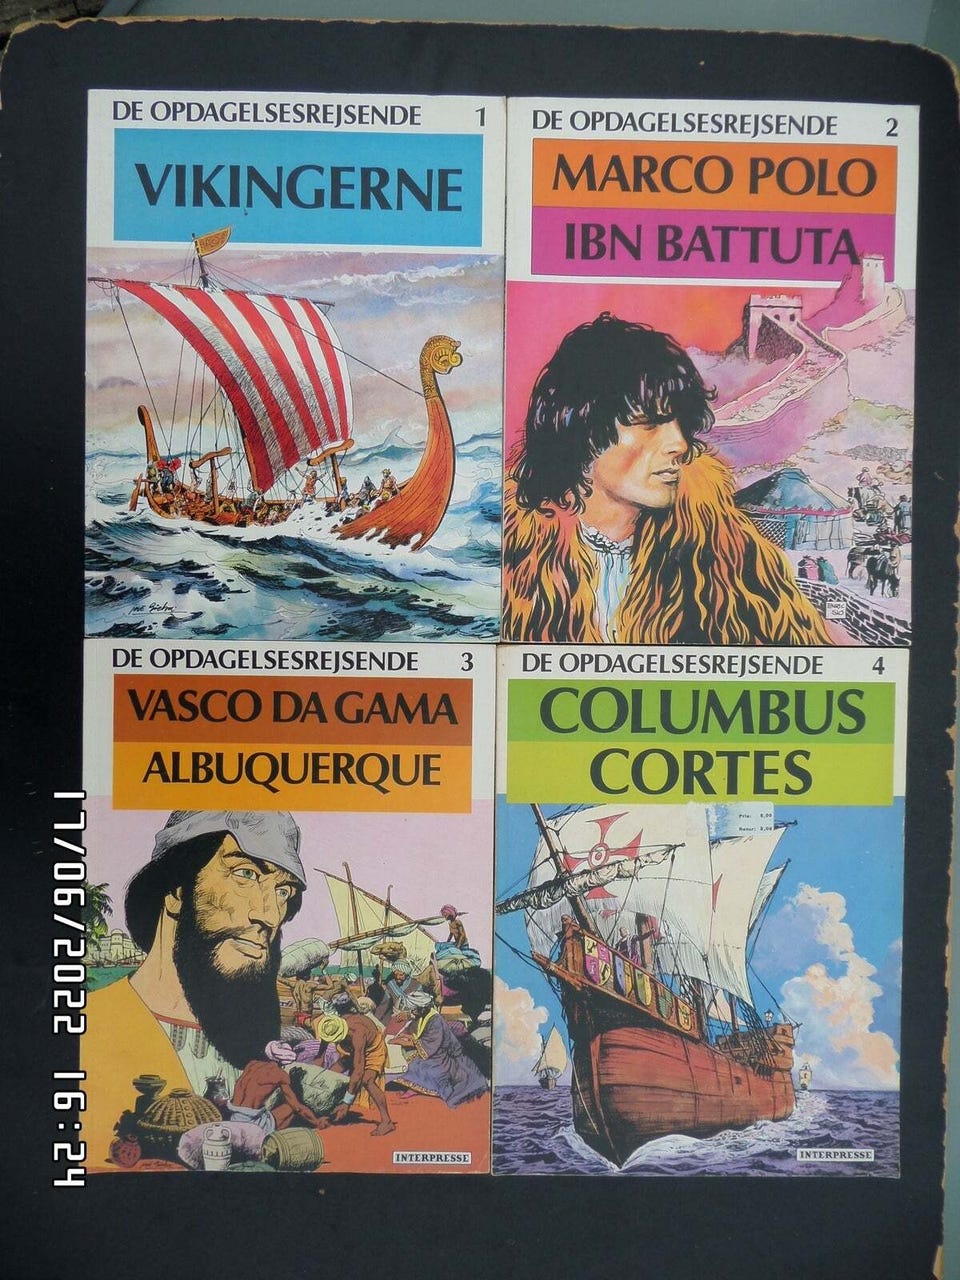 DE OPDAGELSESREJSENDE 1
VIKINGERNE
DE OPDAGELSESREJSENDE 2
MARCO POLO
IBN BATTUTA
DE OPDAGELSESREJSENDE 3
VASCO DA GAMA
ALBUQUERQUE
INTERPRESSE
DE OPDAGELSESREJSENDE 4
COLUMBUS
CORTES
INTERPRESSE
17/06/2022 16:24